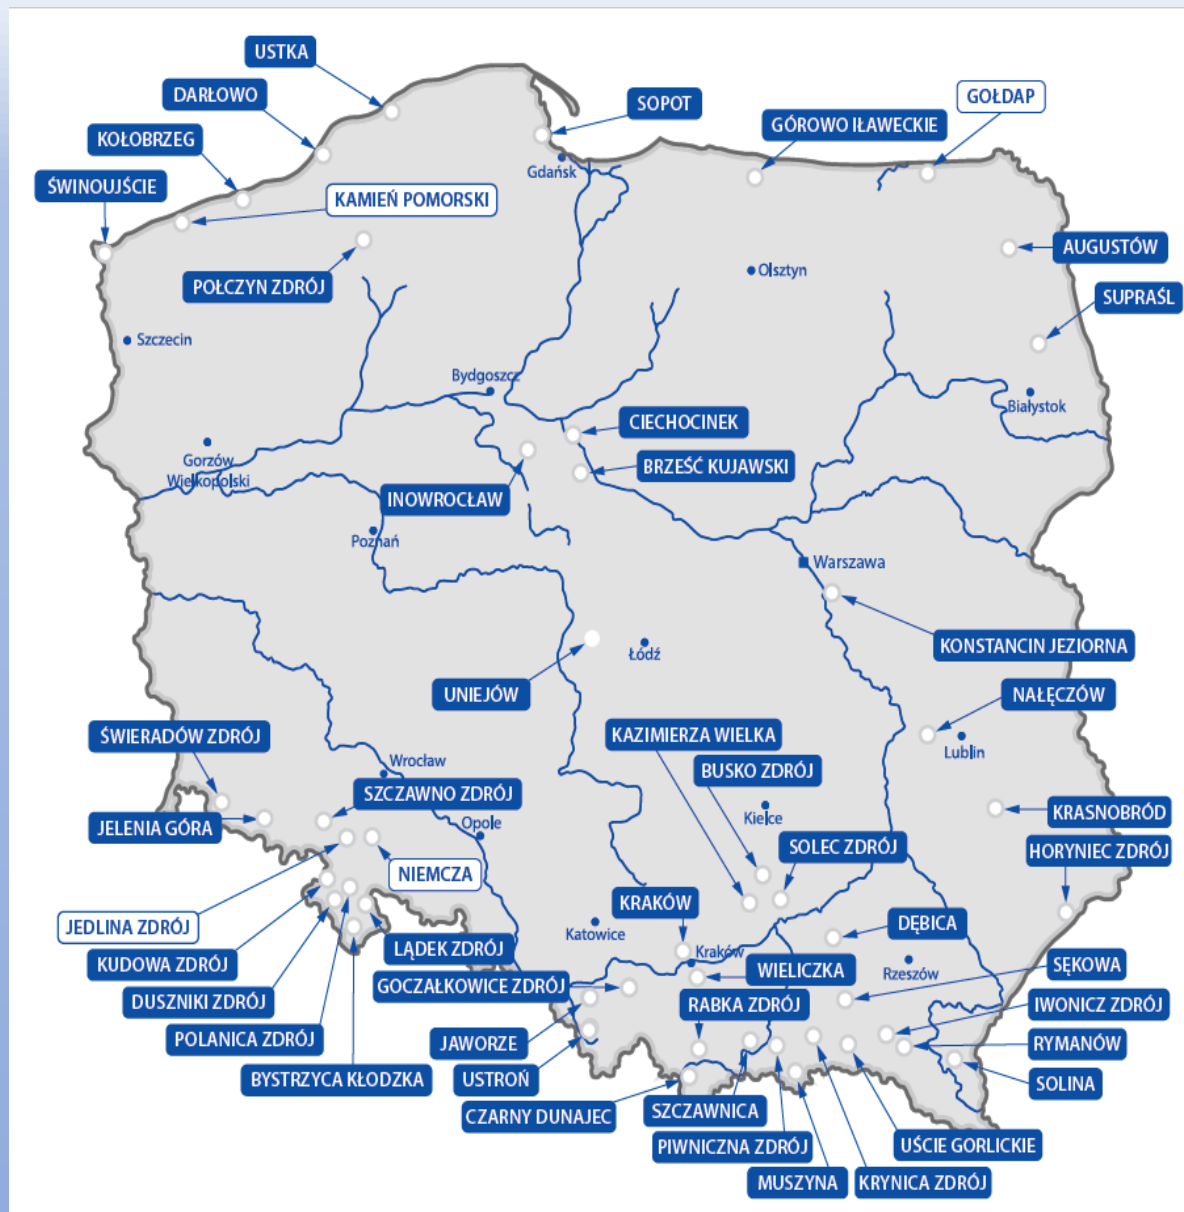 USTKA
DARŁOWO
SOPOT
GOŁDAP
GÓROWO IŁAWECKIE
KOŁOBRZEG
Gdańsk
ŚWINOUJŚCIE
KAMIEŃ POMORSKI
AUGUSTÓW
POŁCZYN ZDRÓJ
Olsztyn
SUPRAŚL
Szczecin
Bydgoszcz
Białystok
CIECHOCINEK
Gorzów
Wielkopolski
BRZEŚĆ KUJAWSKI
INOWROCŁAW
Poznań
Warszawa
KONSTANCIN JEZIORNA
Łódź
UNIEJÓW
NAŁĘCZÓW
ŚWIERADÓW ZDRÓJ
KAZIMIERZA WIELKA
Lublin
Wrocław
BUSKO ZDRÓJ
SZCZAWNO ZDRÓJ
KRASNOBRÓD
Kielce
JELENIA GÓRA
Opole
SOLEC ZDRÓJ
HORYNIEC ZDRÓJ
NIEMCZA
KRAKÓW
DĘBICA
JEDLINA ZDRÓJ
Katowice
LĄDEK ZDRÓJ
Kraków
KUDOWA ZDRÓJ
WIELICZKA
Rzeszów
SĘKOWA
GOCZAŁKOWICE ZDRÓJ
DUSZNIKI ZDRÓJ
RABKA ZDRÓJ
IWONICZ ZDRÓJ
POLANICA ZDRÓJ
JAWORZE
RYMANÓW
BYSTRZYCA KŁODZKA
USTROŃ
SOLINA
CZARNY DUNAJEC
SZCZAWNICA
PIWNICZNA ZDRÓJ
UŚCIE GORLICKIE
MUSZYNA
KRYNICA ZDRÓJ